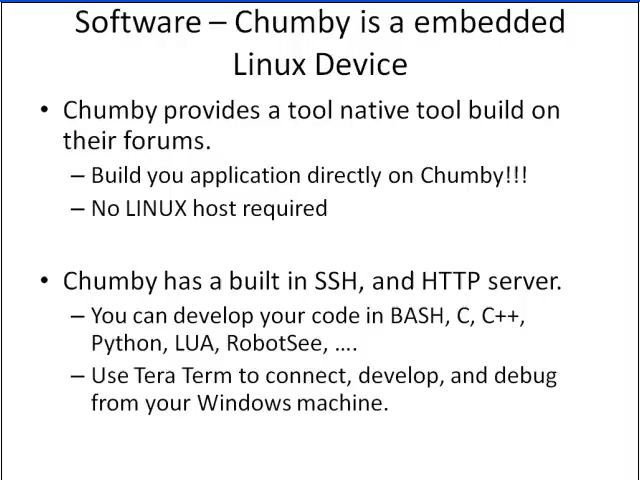 Software – Chumby is a embedded
Linux Device
• Chumby provides a tool native tool build on
their forums.
– Build you application directly on Chumby!!!
– No LINUX host required
• Chumby has a built in SSH, and HTTP server.
– You can develop your code in BASH, C, C++,
Python, LUA, RobotSee, ....
– Use Tera Term to connect, develop, and debug
from your Windows machine.